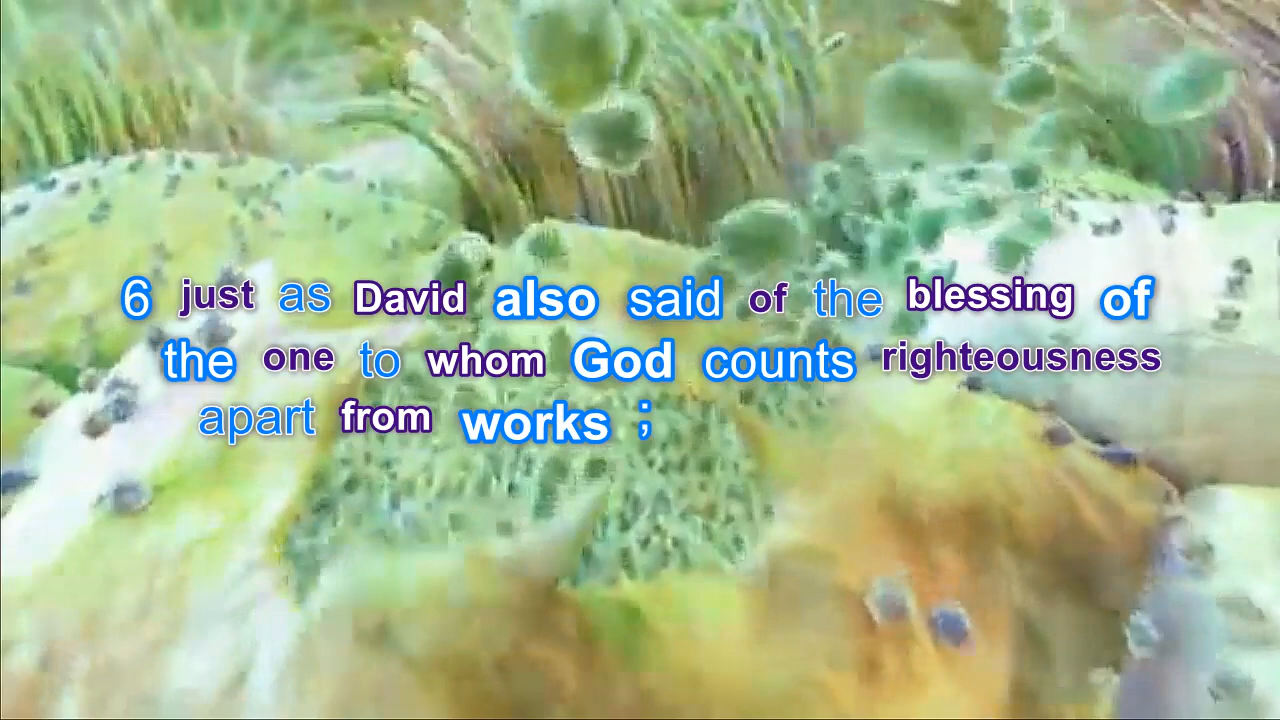 6 just as David also said of the blessing of
the one to whom God counts righteousness
apart from works ;